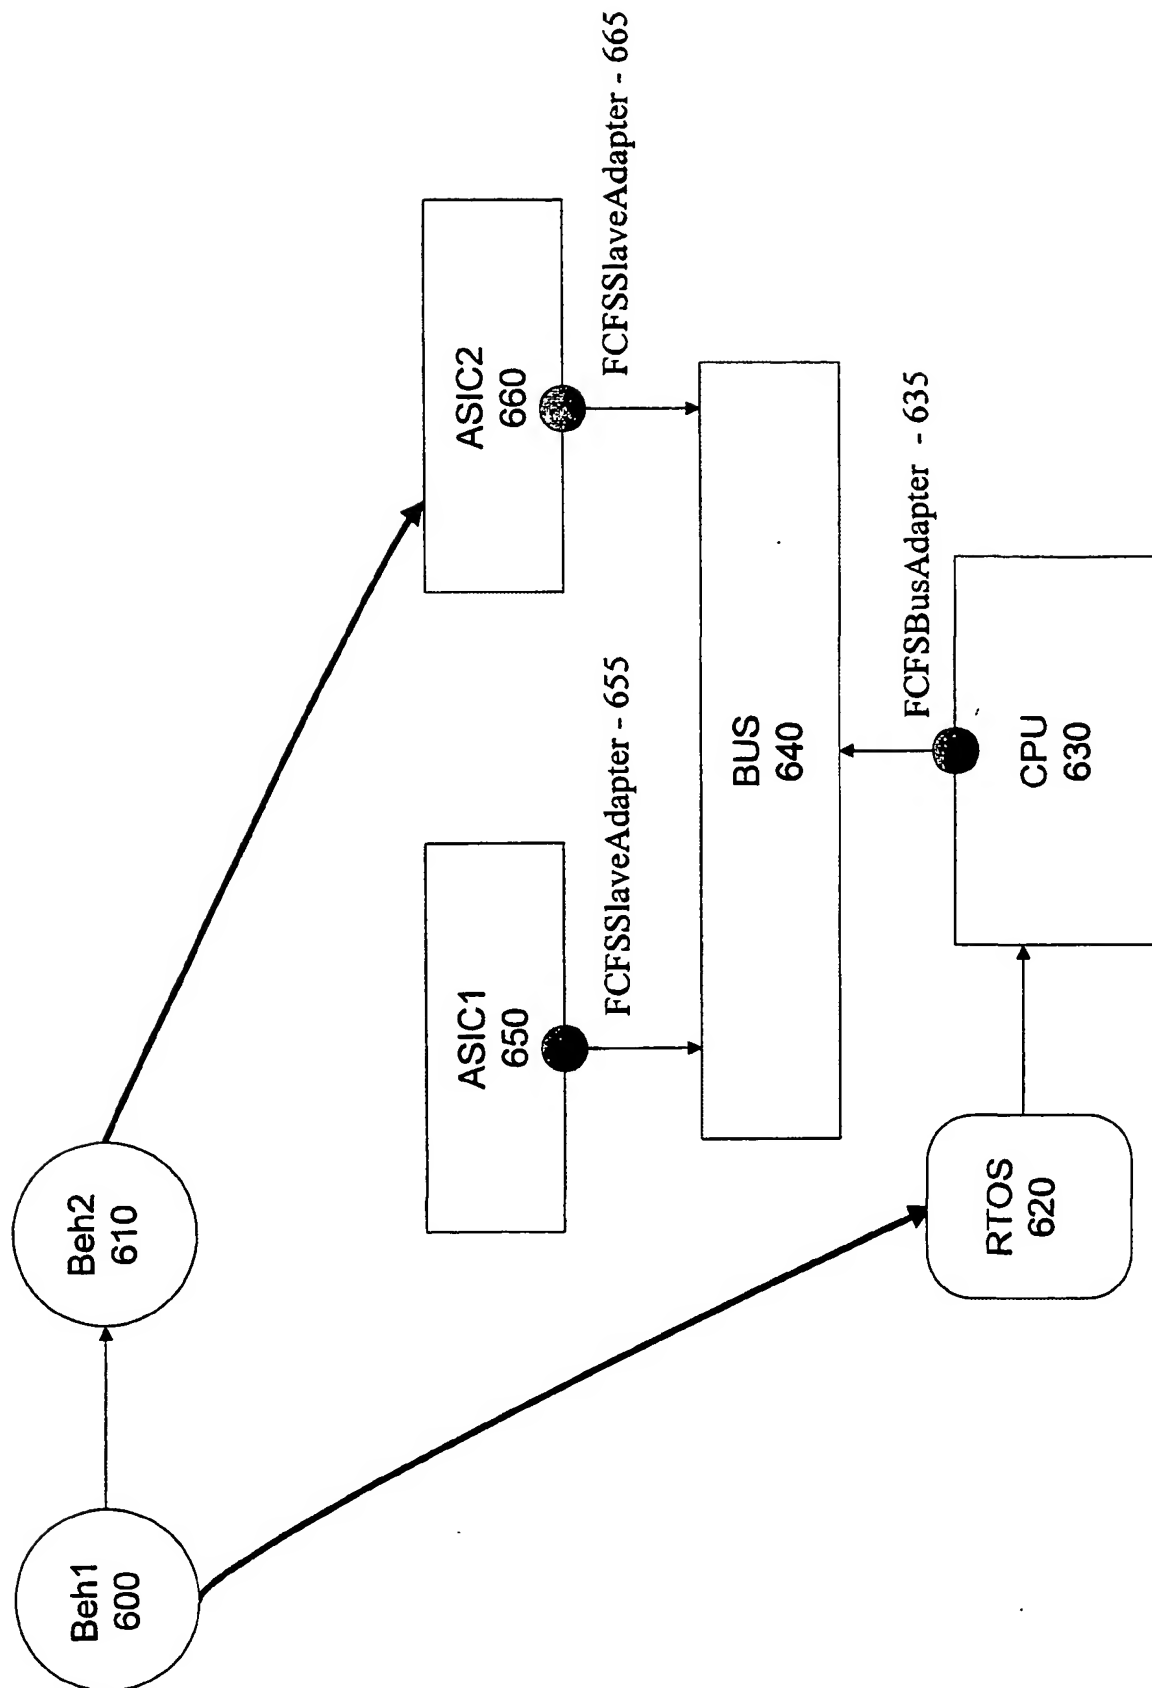 Beh1
600
Beh2
610
ASIC1
650
ASIC2
660
FCFSSlaveAdapter - 655
FCFSSlaveAdapter - 665
BUS
640
FCFSBusAdapter - 635
RTOS
620
CPU
630